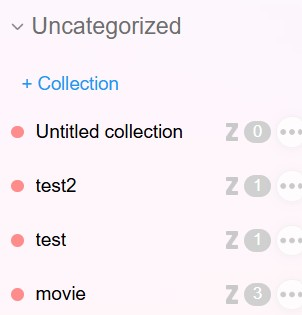 Uncategorized
+ Collection
Untitled collection Z 0
test2 Z 1
test Z 1
movie Z 3